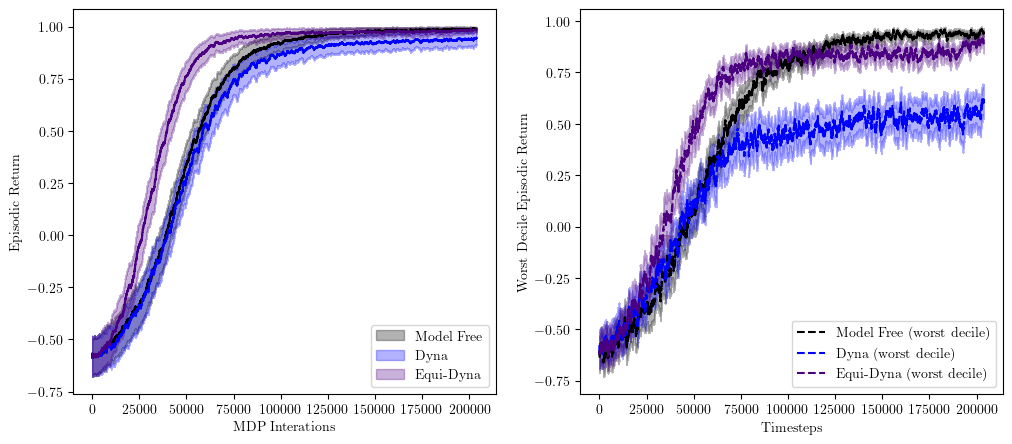 1.00
0.75
0.50
0.25
0.00
−0.25
−0.50
−0.75
Episodic Return
0 25000 50000 75000 100000 125000 150000 175000 200000
MDP Interations
Model Free
Dyna
Equi-Dyna
1.00
0.75
0.50
0.25
0.00
−0.25
−0.50
−0.75
Worst Decile Episodic Return
0 25000 50000 75000 100000 125000 150000 175000 200000
Timesteps
Model Free (worst decile)
Dyna (worst decile)
Equi-Dyna (worst decile)